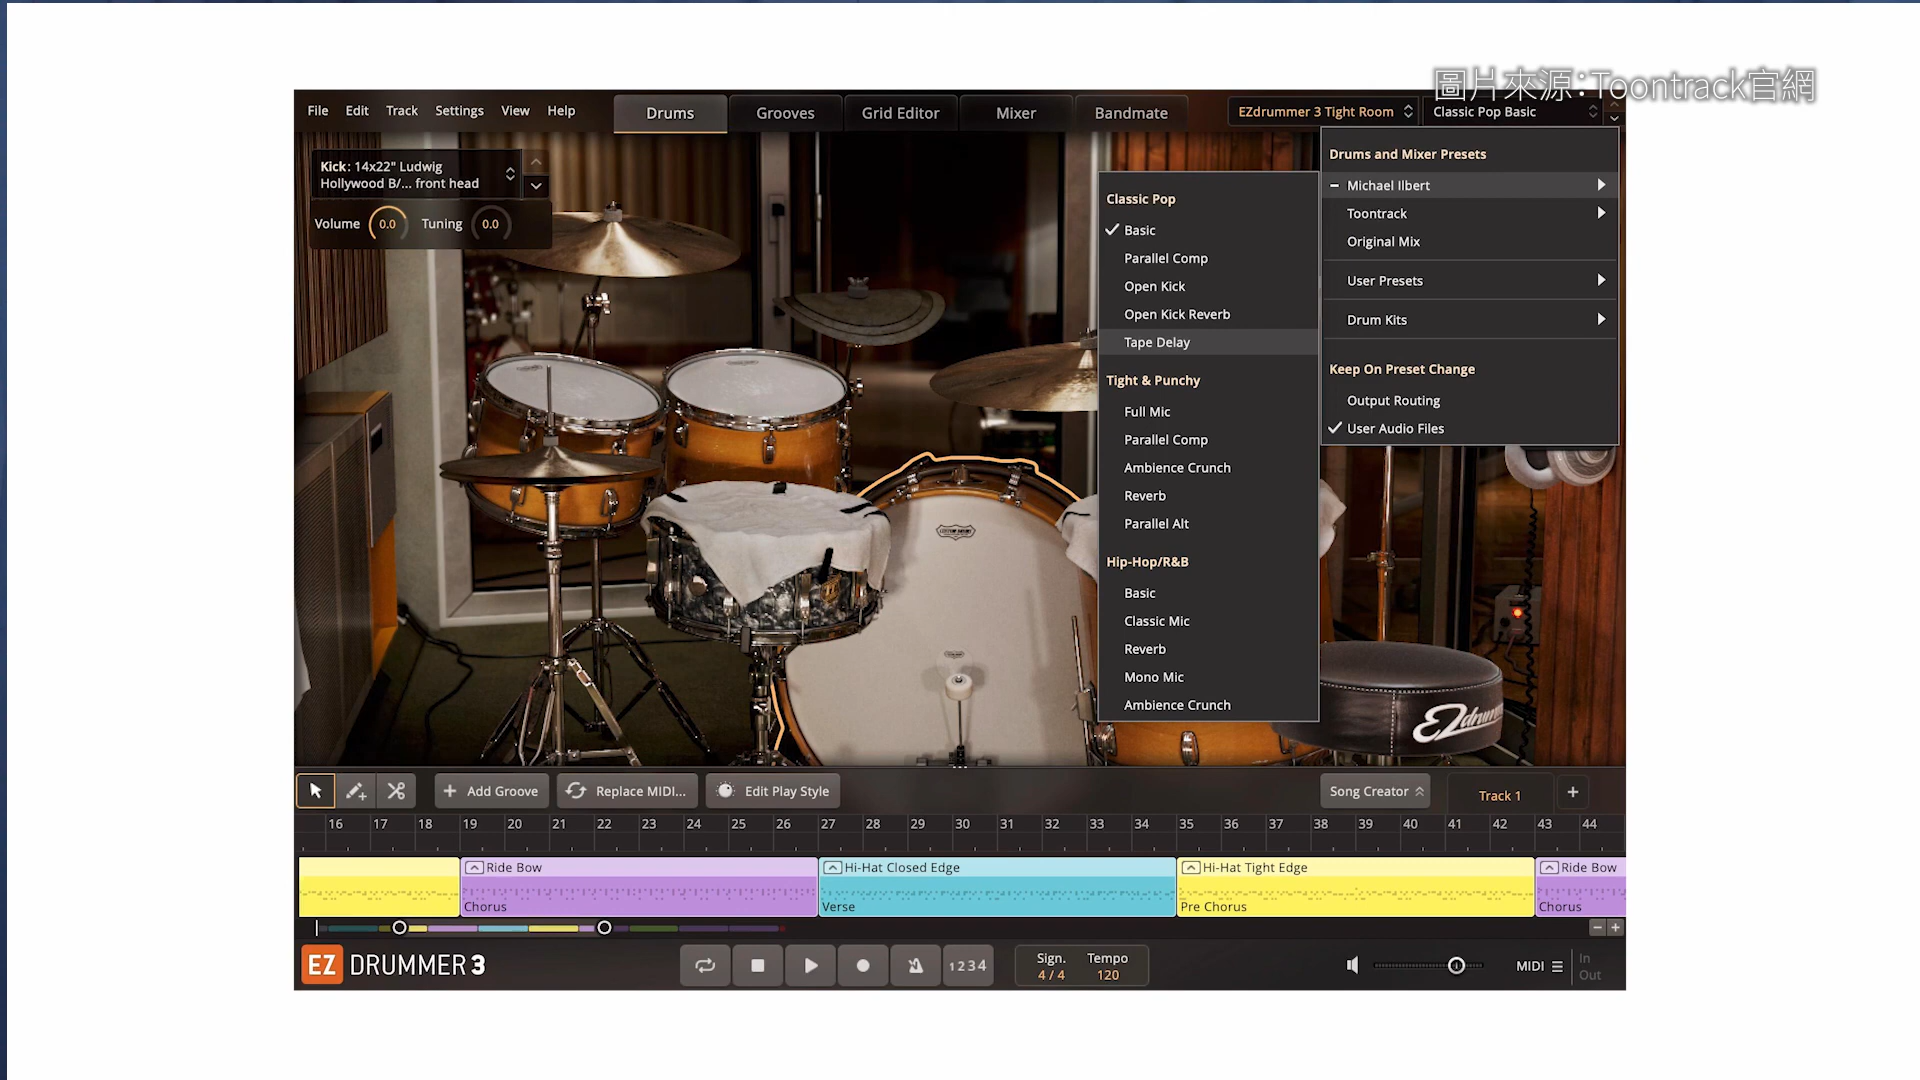 圖片來源:Toontrack官網
File Edit Track Settings View Help
Drums Grooves Grid Editor Mixer Bandmate
EZdrummer 3 Tight Room
Classic Pop Basic
Kick: 14x22" Ludwig
Hollywood B/... front head
Volume 0.0 Tuning 0.0
Classic Pop
Basic
Parallel Comp
Open Kick
Open Kick Reverb
Tape Delay
Tight & Punchy
Full Mic
Parallel Comp
Ambience Crunch
Reverb
Parallel Alt
Hip-Hop/R&B
Basic
Classic Mic
Reverb
Mono Mic
Ambience Crunch
Drums and Mixer Presets
Michael Ilbert
Toontrack
Original Mix
User Presets
Drum Kits
Keep On Preset Change
Output Routing
User Audio Files
EZdrum
Add Groove Replace MIDI... Edit Play Style
Song Creator Track 1 +
16 17 18 19 20 21 22 23 24 25 26 27 28 29 30 31 32 33 34 35 36 37 38 39 40 41 42 43 44
Ride Bow Hi-Hat Closed Edge Hi-Hat Tight Edge Ride Bow
Chorus Verse Pre Chorus Chorus
EZ DRUMMER 3
1234
Sign. Tempo
4/4 120
MIDI
In
Out